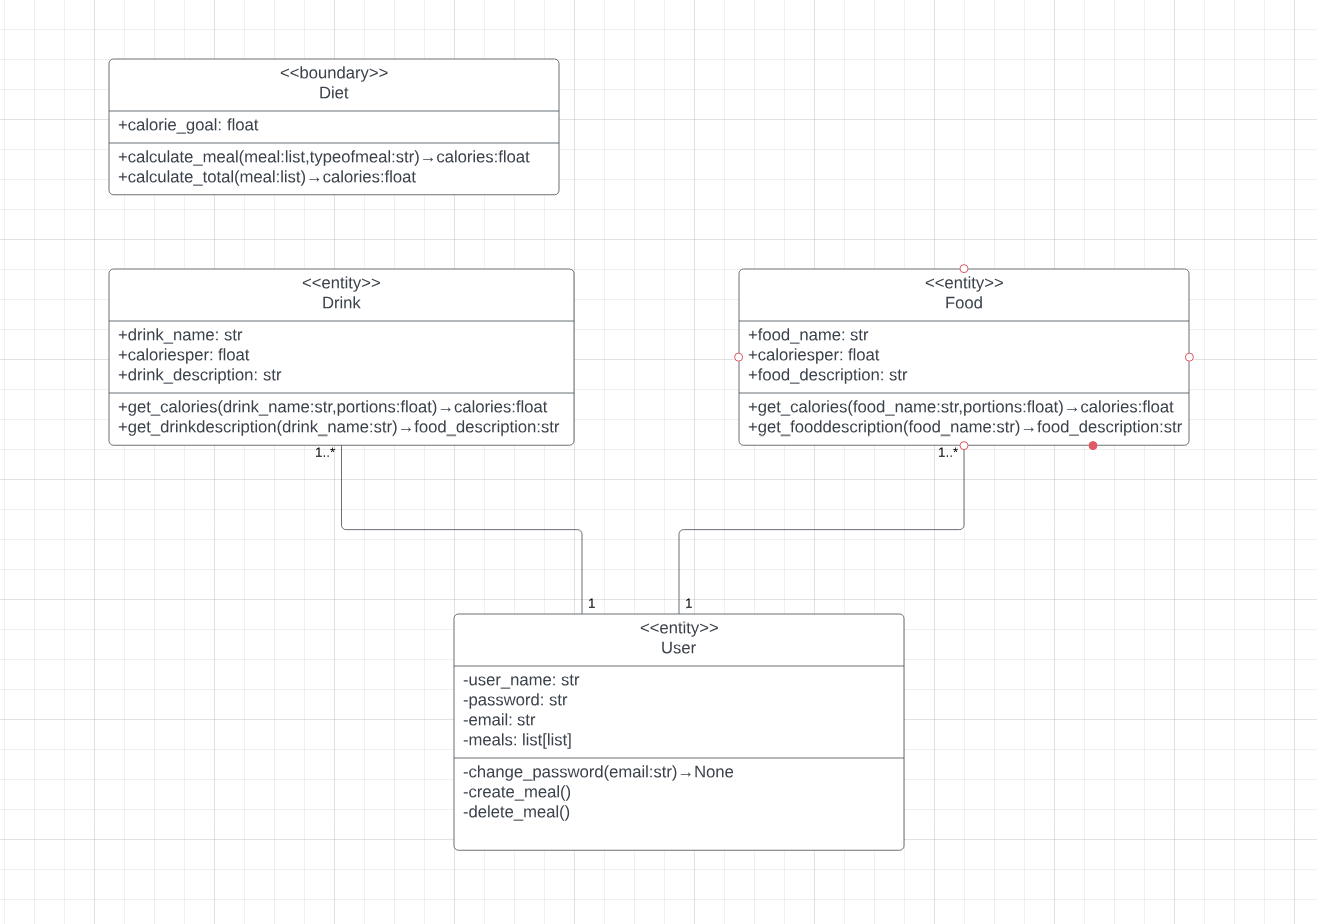 <<boundary>>
Diet
+calorie_goal: float
+calculate_meal(meal:list,typeofmeal:str)→calories:float
+calculate_total(meal:list)→calories:float
<<entity>>
Drink
+drink_name: str
+caloriesper: float
+drink_description: str
+get_calories(drink_name:str,portions:float)→calories:float
+get_drinkdescription(drink_name:str)→food_description:str
1..*
<<entity>>
Food
+food_name: str
+caloriesper: float
+food_description: str
+get_calories(food_name:str,portions:float)→calories:float
+get_fooddescription(food_name:str)→food_description:str
1..*
1
1
<<entity>>
User
-user_name: str
-password: str
-email: str
-meals: list[list]
-change_password(email:str)→None
-create_meal()
-delete_meal()